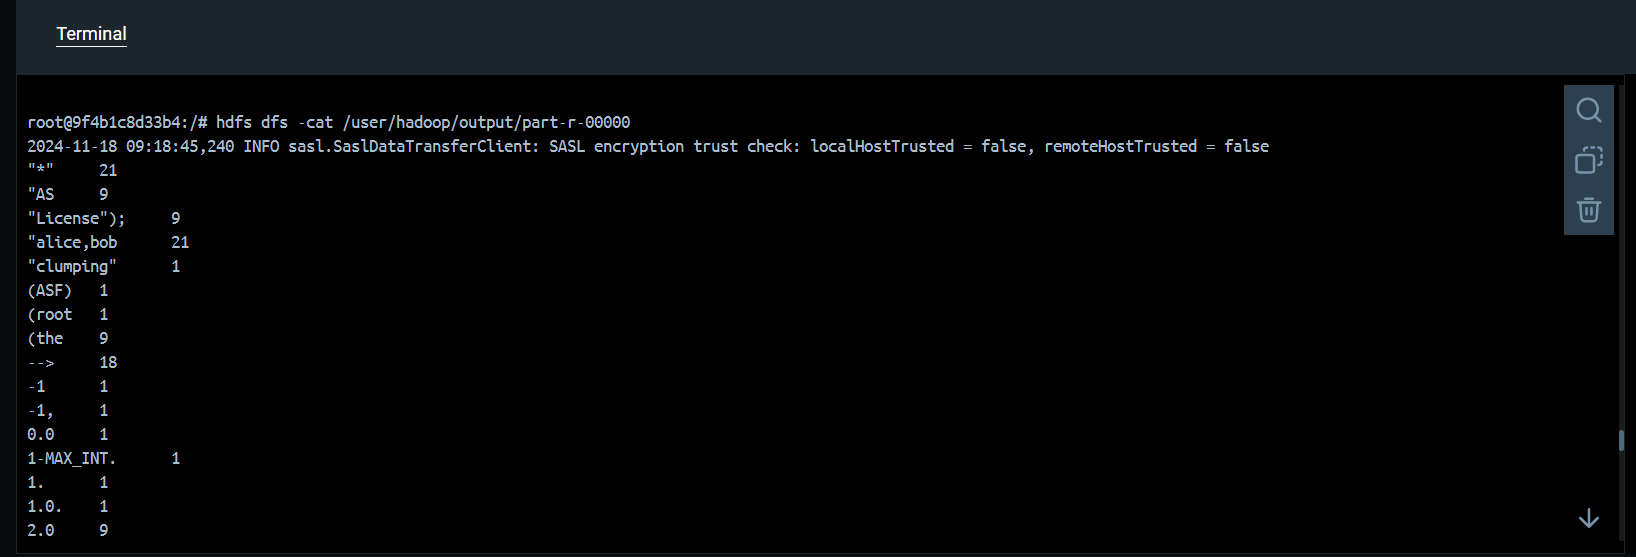 Terminal
root@9f4b1c8d33b4:/# hdfs dfs -cat /user/hadoop/output/part-r-00000
2024-11-18 09:18:45,240 INFO sasl.SaslDataTransferClient: SASL encryption trust check: localHostTrusted = false, remoteHostTrusted = false
"*"     21
"AS     9
"License");     9
"alice,bob      21
"clumping"      1
(ASF)   1
(root   1
(the    9
-->     18
-1      1
-1,     1
0.0     1
1-MAX_INT.      1
1.      1
1.0.    1
2.0     9